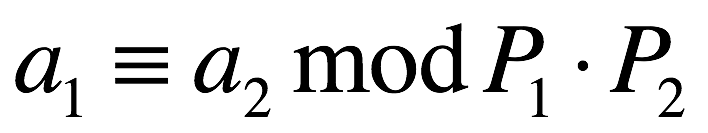 a₁ ≡ a₂ mod P₁ · P₂